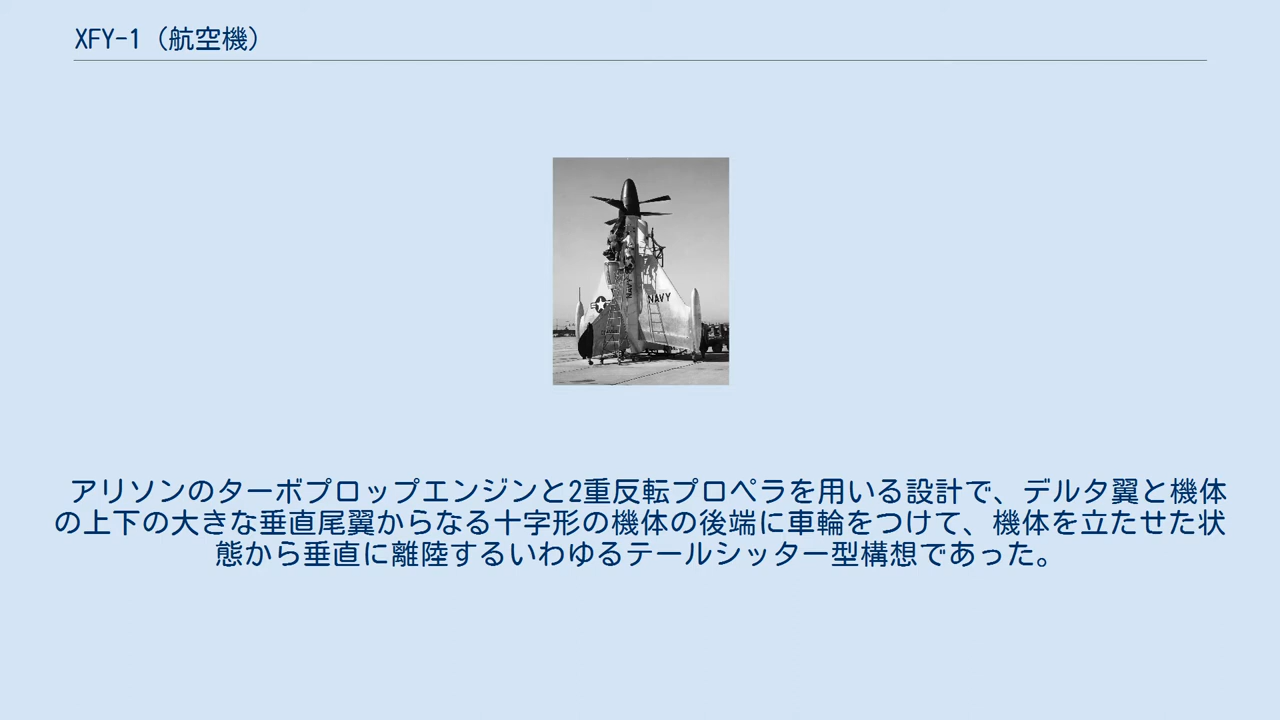 XFY-1（航空機）
NAVY
NAVY
アリソンのターボプロップエンジンと2重反転プロペラを用いる設計で、デルタ翼と機体
の上下の大きな垂直尾翼からなる十字形の機体の後端に車輪をつけて、機体を立たせた状
態から垂直に離陸するいわゆるテールシッター型構想であった。